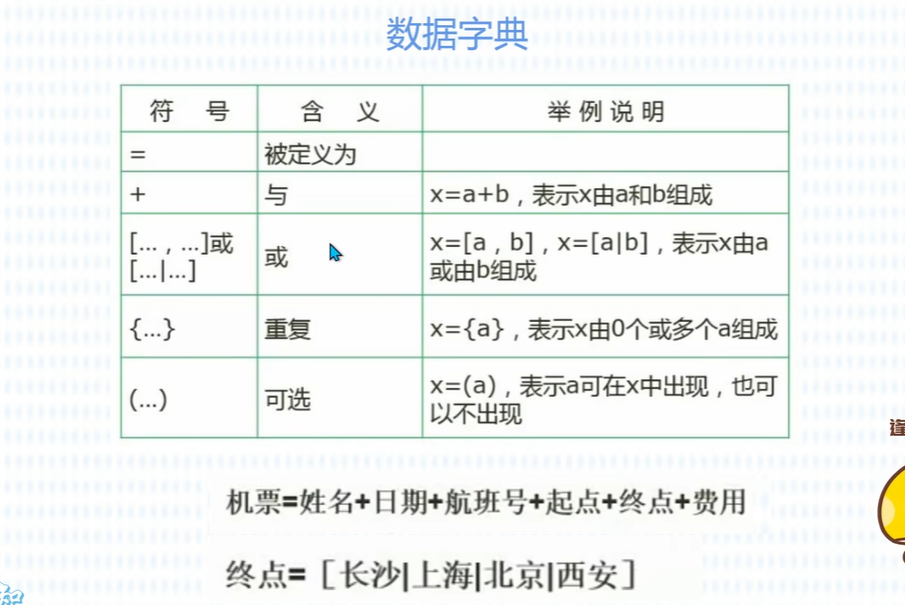 数据字典
符 号 含 义 举例说明
= 被定义为
+ 与 x=a+b，表示x由a和b组成
[...，...]或
[...|...]
或
x=[a，b]，x=[a|b]，表示x由a
或由b组成
{...} 重复 x={a}，表示x由0个或多个a组成
(...) 可选
x=(a)，表示a可在x中出现，也可
以不出现
机票=姓名+日期+航班号+起点+终点+费用
终点=［长沙|上海|北京|西安］